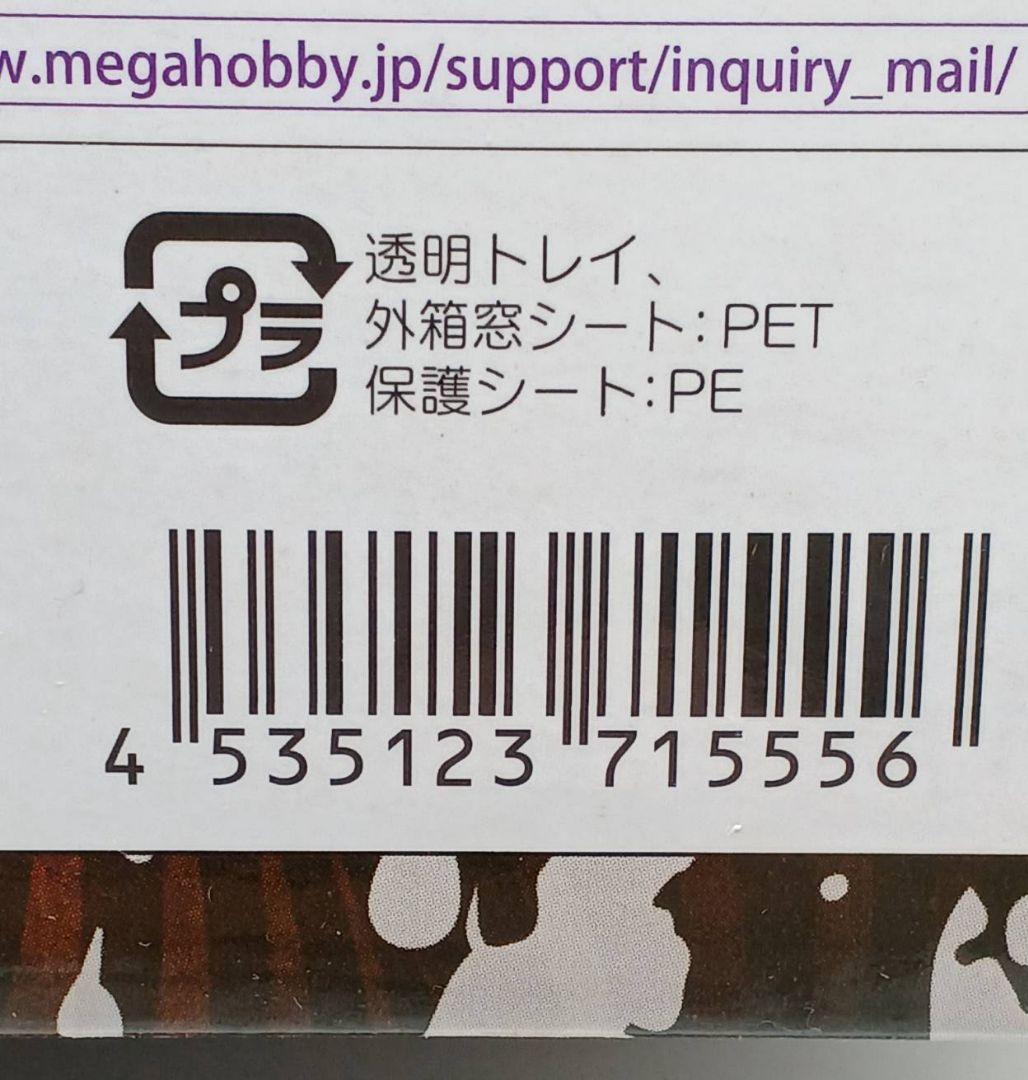 w.megahobby.jp/support/inquiry_mail/
プラ
透明トレイ、
外箱窓シート:PET
保護シート:PE
4 535123 715556